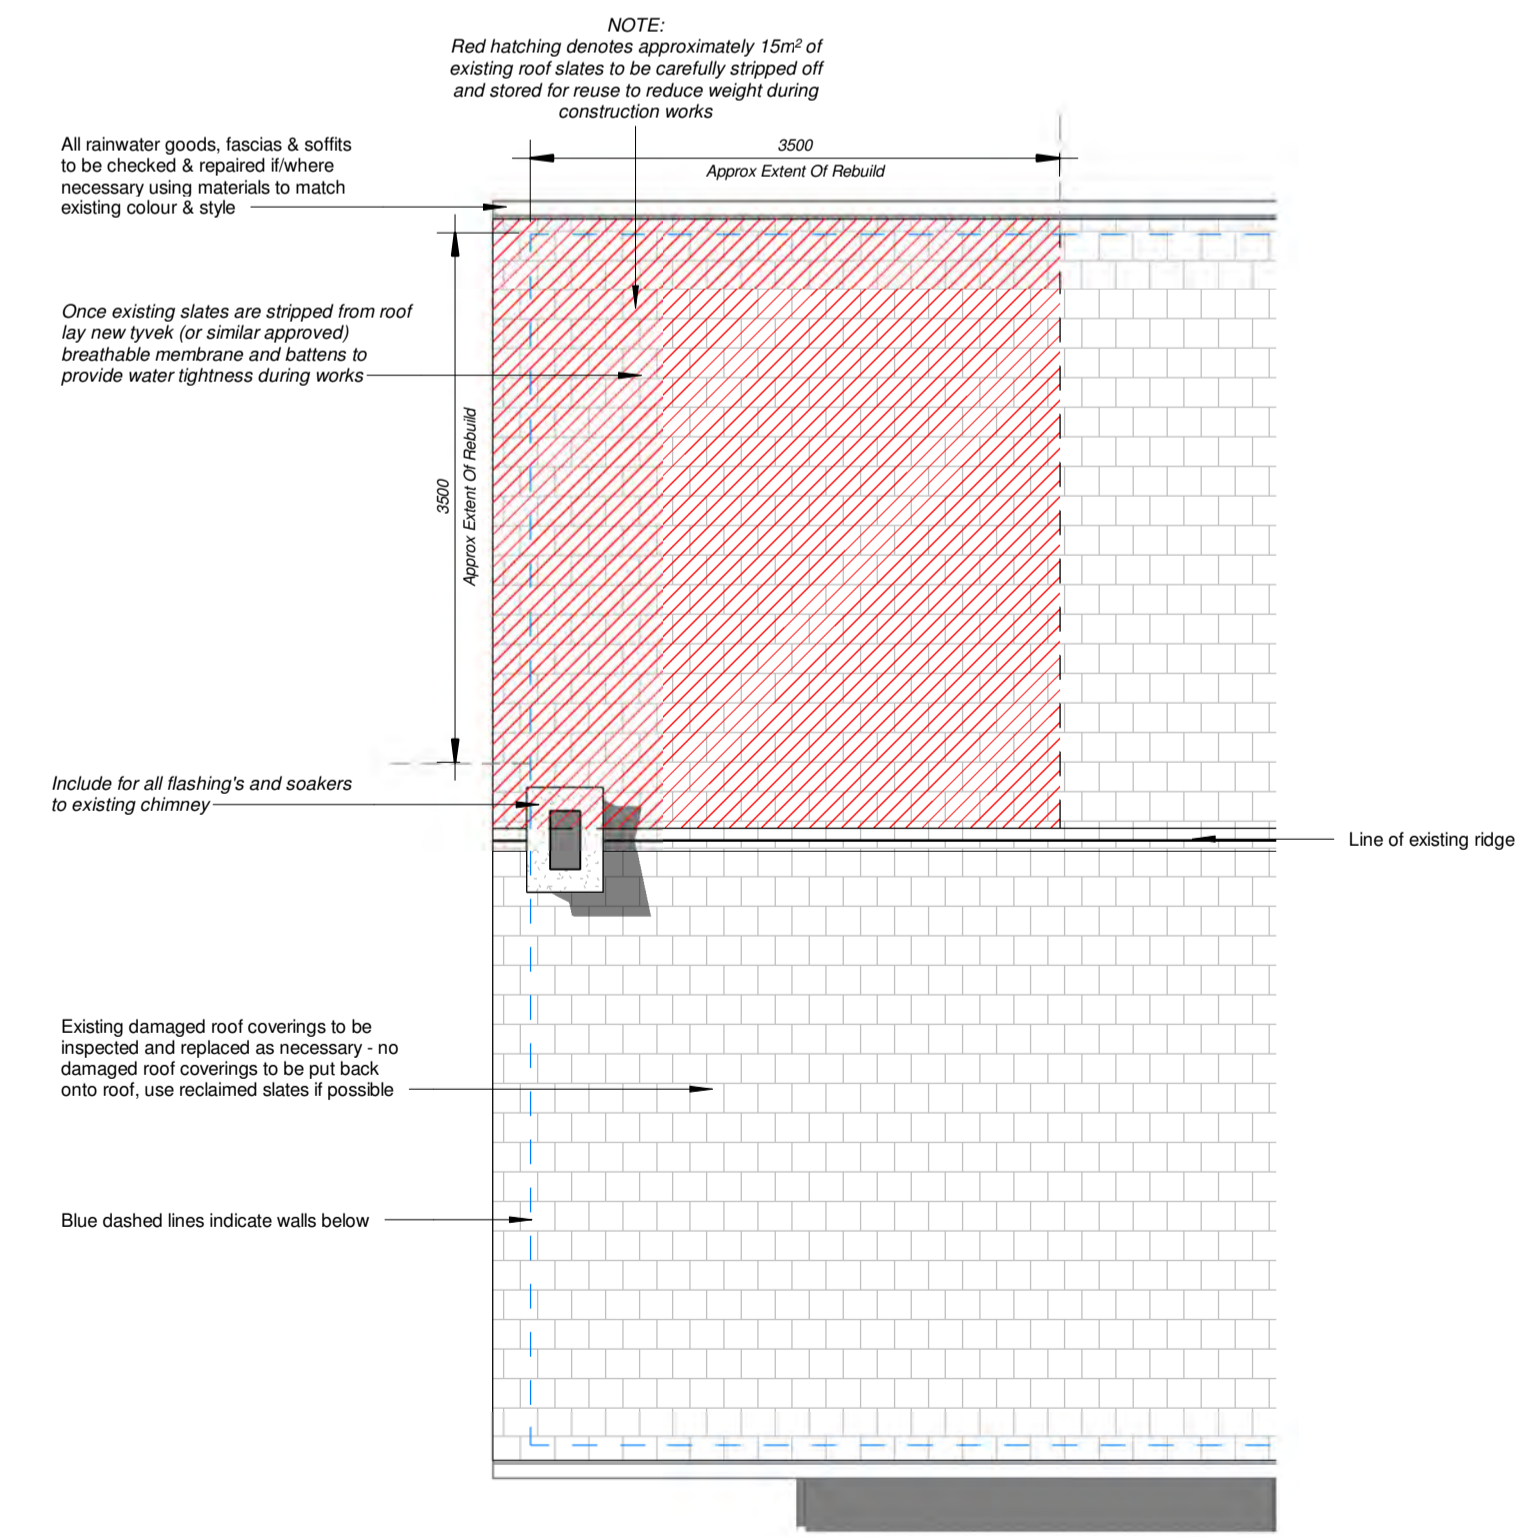 NOTE:
Red hatching denotes approximately 15m² of
existing roof slates to be carefully stripped off
and stored for reuse to reduce weight during
construction works
All rainwater goods, fascias & soffits
to be checked & repaired if/where
necessary using materials to match
existing colour & style
3500
Approx Extent Of Rebuild
Once existing slates are stripped from roof
lay new tyvek (or similar approved)
breathable membrane and battens to
provide water tightness during works
3500
Approx Extent Of Rebuild
Include for all flashing's and soakers
to existing chimney
Line of existing ridge
Existing damaged roof coverings to be
inspected and replaced as necessary - no
damaged roof coverings to be put back
onto roof, use reclaimed slates if possible
Blue dashed lines indicate walls below